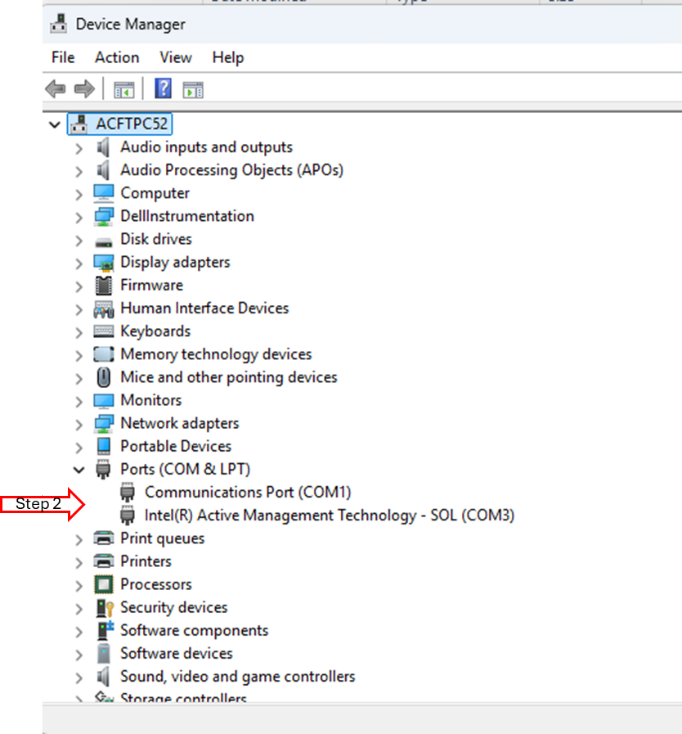 Device Manager
File Action View Help
ACFTPC52
Audio inputs and outputs
Audio Processing Objects (APOs)
Computer
DellInstrumentation
Disk drives
Display adapters
Firmware
Human Interface Devices
Keyboards
Memory technology devices
Mice and other pointing devices
Monitors
Network adapters
Portable Devices
Ports (COM & LPT)
Communications Port (COM1)
Step 2
Intel(R) Active Management Technology - SOL (COM3)
Print queues
Printers
Processors
Security devices
Software components
Software devices
Sound, video and game controllers
Storage controllers